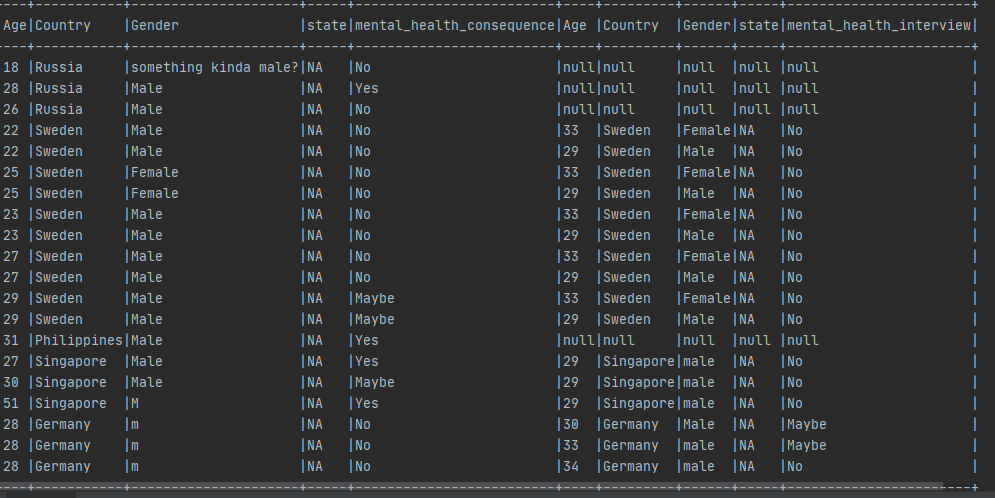 ----+-----------+---------------------+-----+-------------------------+----+---------+------+-----+-----------------------+
Age|Country    |Gender               |state|mental_health_consequence|Age |Country  |Gender|state|mental_health_interview|
----+-----------+---------------------+-----+-------------------------+----+---------+------+-----+-----------------------+
18 |Russia     |something kinda male?|NA   |No                       |null|null     |null  |null |null                   |
28 |Russia     |Male                 |NA   |Yes                      |null|null     |null  |null |null                   |
26 |Russia     |Male                 |NA   |No                       |null|null     |null  |null |null                   |
22 |Sweden     |Male                 |NA   |No                       |33  |Sweden   |Female|NA   |No                     |
22 |Sweden     |Male                 |NA   |No                       |29  |Sweden   |Male  |NA   |No                     |
25 |Sweden     |Female               |NA   |No                       |33  |Sweden   |Female|NA   |No                     |
25 |Sweden     |Female               |NA   |No                       |29  |Sweden   |Male  |NA   |No                     |
23 |Sweden     |Male                 |NA   |No                       |33  |Sweden   |Female|NA   |No                     |
23 |Sweden     |Male                 |NA   |No                       |29  |Sweden   |Male  |NA   |No                     |
27 |Sweden     |Male                 |NA   |No                       |33  |Sweden   |Female|NA   |No                     |
27 |Sweden     |Male                 |NA   |No                       |29  |Sweden   |Male  |NA   |No                     |
29 |Sweden     |Male                 |NA   |Maybe                    |33  |Sweden   |Female|NA   |No                     |
29 |Sweden     |Male                 |NA   |Maybe                    |29  |Sweden   |Male  |NA   |No                     |
31 |Philippines|Male                 |NA   |Yes                      |null|null     |null  |null |null                   |
27 |Singapore  |Male                 |NA   |Yes                      |29  |Singapore|male  |NA   |No                     |
30 |Singapore  |Male                 |NA   |Maybe                    |29  |Singapore|male  |NA   |No                     |
51 |Singapore  |M                    |NA   |Yes                      |29  |Singapore|male  |NA   |No                     |
28 |Germany    |m                    |NA   |No                       |30  |Germany  |Male  |NA   |Maybe                  |
28 |Germany    |m                    |NA   |No                       |33  |Germany  |male  |NA   |Maybe                  |
28 |Germany    |m                    |NA   |No                       |34  |Germany  |male  |NA   |No                     |
----+-----------+---------------------+-----+-------------------------+----+---------+------+-----+-----------------------+